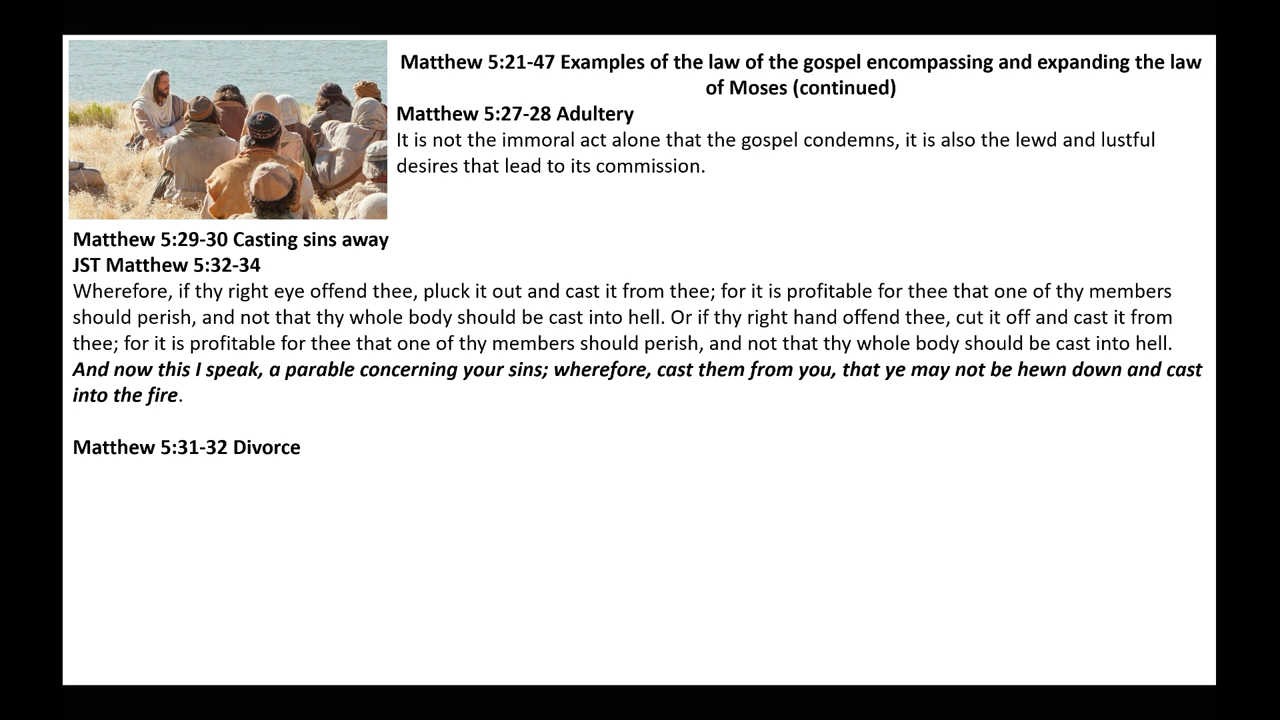 Matthew 5:21-47 Examples of the law of the gospel encompassing and expanding the law
of Moses (continued)
Matthew 5:27-28 Adultery
It is not the immoral act alone that the gospel condemns, it is also the lewd and lustful
desires that lead to its commission.
Matthew 5:29-30 Casting sins away
JST Matthew 5:32-34
Wherefore, if thy right eye offend thee, pluck it out and cast it from thee; for it is profitable for thee that one of thy members
should perish, and not that thy whole body should be cast into hell. Or if thy right hand offend thee, cut it off and cast it from
thee; for it is profitable for thee that one of thy members should perish, and not that thy whole body should be cast into hell.
And now this I speak, a parable concerning your sins; wherefore, cast them from you, that ye may not be hewn down and cast
into the fire.
Matthew 5:31-32 Divorce